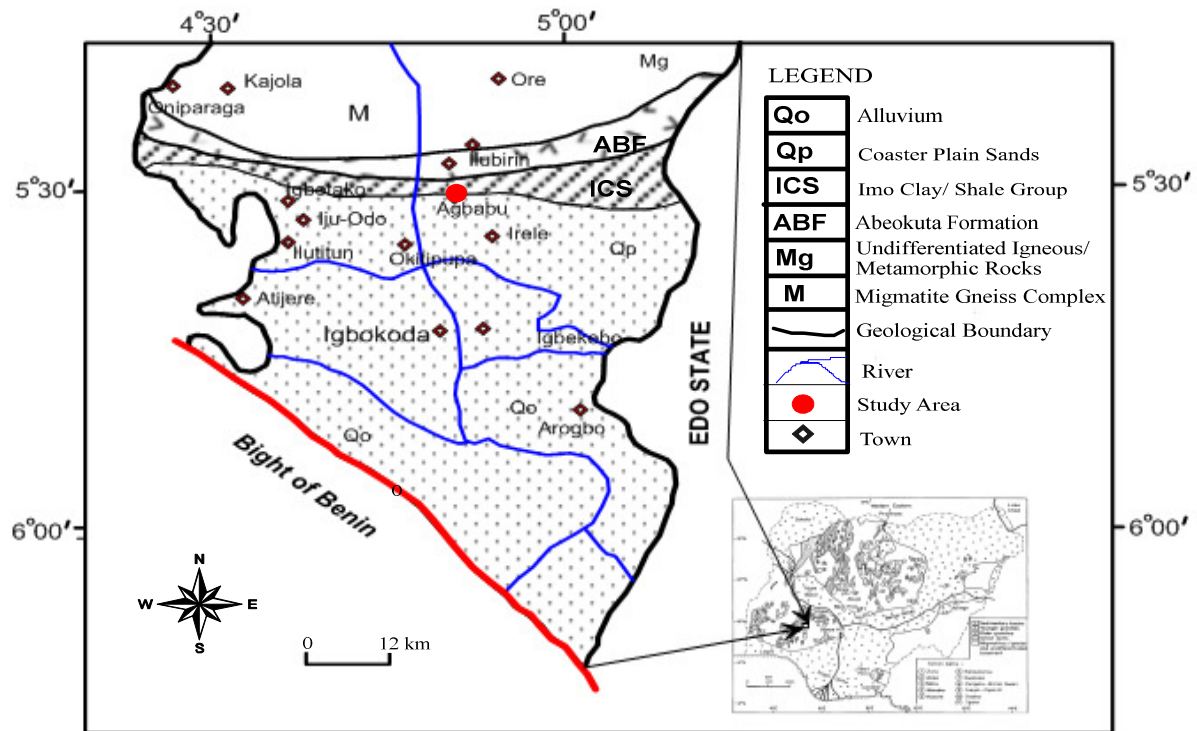 4°30′
5°00′
Mg
Kajola
Ore
Oniparaga
M
ABF
Ilubirin
5°30′
5°30′
Igbotako
ICS
Agbabu
Iju-Odo
Irele
Ilutitun
Okitipupa
Qp
Atijere
Igbokoda
Igbekebo
EDO STATE
Qo
Arogbo
Qo
Bight of Benin
o
6°00′
6°00′
N
W
E
S
0
12 km
LEGEND
Qo Alluvium
Qp Coaster Plain Sands
ICS Imo Clay/ Shale Group
ABF Abeokuta Formation
Mg Undifferentiated Igneous/
Metamorphic Rocks
M Migmatite Gneiss Complex
Geological Boundary
River
Study Area
Town